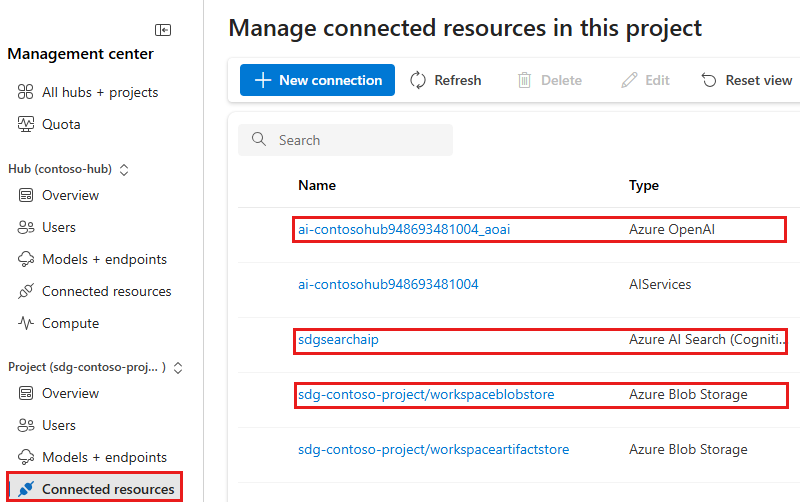 Management center
All hubs + projects
Quota
Hub (contoso-hub)
Overview
Users
Models + endpoints
Connected resources
Compute
Project (sdg-contoso-proj... )
Overview
Users
Models + endpoints
Connected resources
Manage connected resources in this project
New connection Refresh Delete Edit Reset view
Search
Name Type
ai-contosohub948693481004_aoai Azure OpenAI
ai-contosohub948693481004 AIServices
sdgsearchaip Azure AI Search (Cogniti...
sdg-contoso-project/workspaceblobstore Azure Blob Storage
sdg-contoso-project/workspaceartifactstore Azure Blob Storage